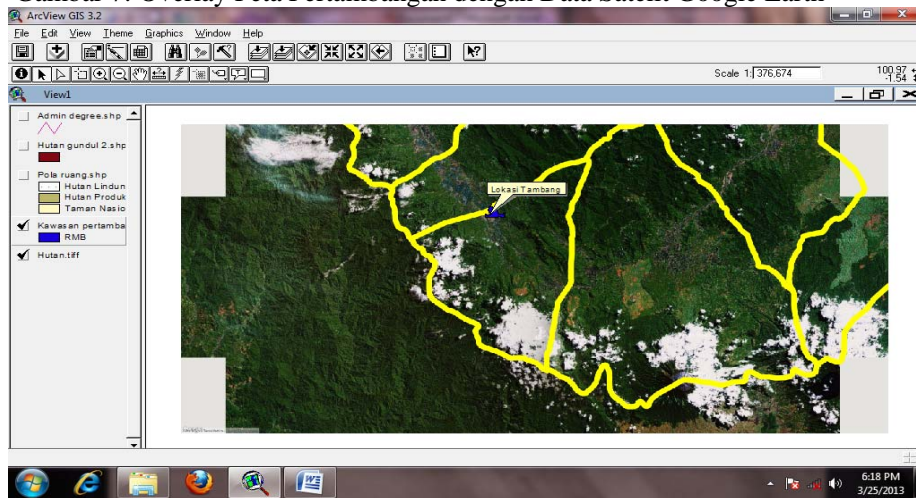 Gambar 7. Overlay Peta Pertambangan dengan Data Satelit Google Earth
ArcView GIS 3.2
File Edit View Theme Graphics Window Help
Scale 1: 376,674
100.97
-1.54
View1
Admin degree.shp
Hutan gundul 2.shp
Pola ruang.shp
Hutan Lindun
Hutan Produk
Taman Nasio
Kawasan pertamba
RMB
Hutan.tiff
Lokasi Tambang
6:18 PM
3/25/2013